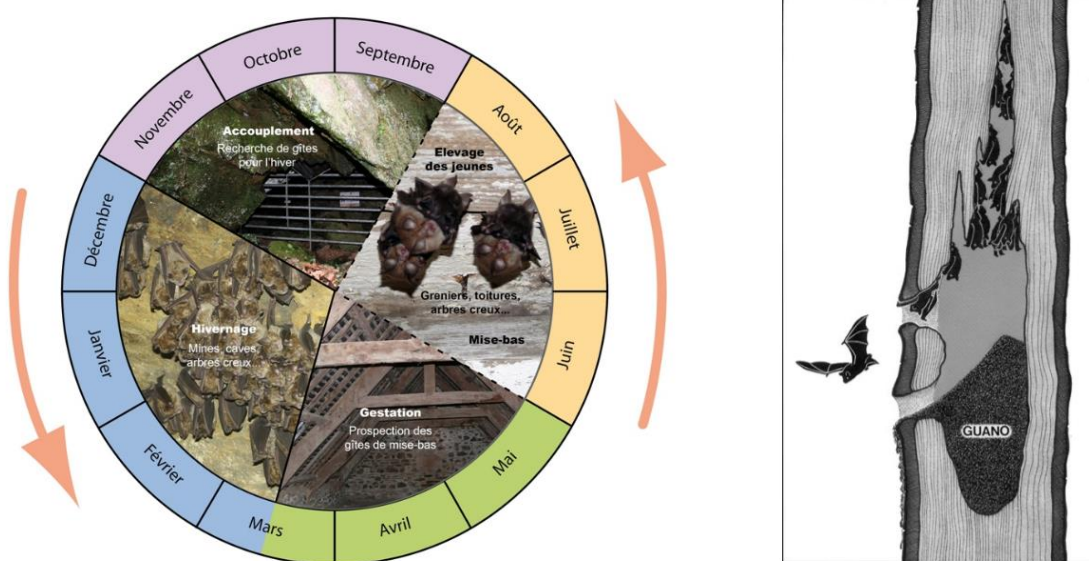 Septembre
Octobre
Novembre
Décembre
Janvier
Février
Mars
Avril
Mai
Juin
Juillet
Août
Accouplement
Recherche de gîtes
pour l'hiver
Hivernage
Mines, caves,
arbres creux...
Gestation
Prospection des
gîtes de mise-bas
Elevage
des jeunes
Greniers, toitures,
arbres creux...
Mise-bas
GUANO